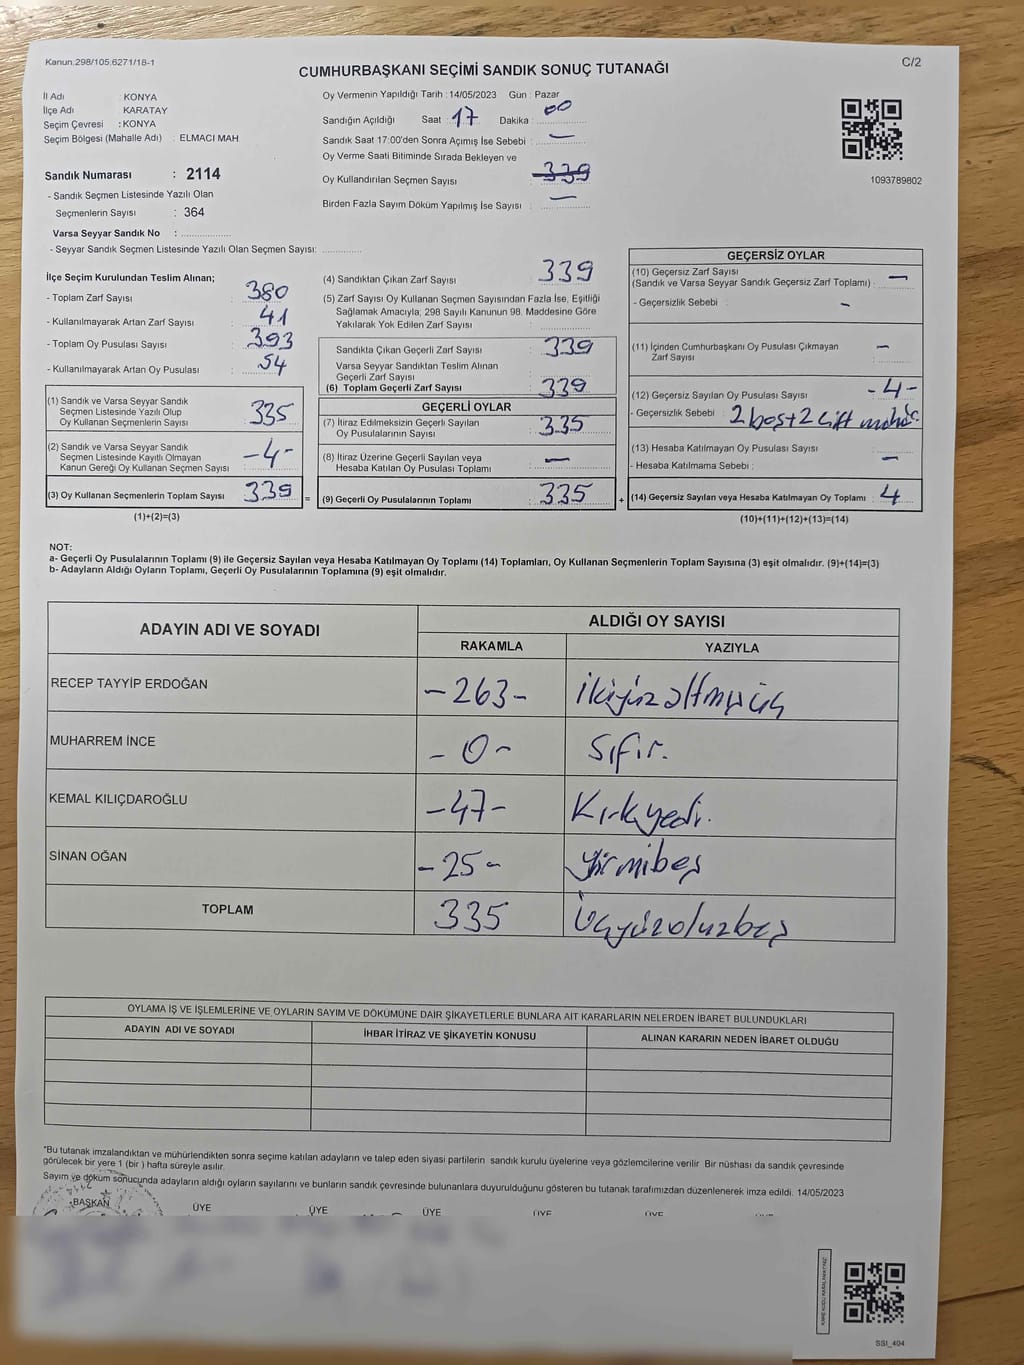 Kanun.298/105.6271/18-1
C/2
CUMHURBAŞKANI SEÇİMİ SANDIK SONUÇ TUTANAĞI
İl Adı : KONYA
İlçe Adı : KARATAY
Seçim Çevresi : KONYA
Seçim Bölgesi (Mahalle Adı) : ELMACI MAH.
Sandık Numarası : 2114
- Sandık Seçmen Listesinde Yazılı Olan
Seçmenlerin Sayısı : 364
Varsa Seyyar Sandık No :
- Seyyar Sandık Seçmen Listesinde Yazılı Olan Seçmen Sayısı:
Oy Vermenin Yapıldığı Tarih : 14/05/2023 Gün : Pazar
Sandığın Açıldığı Saat 17 Dakika : 00
Sandık Saat 17:00'den Sonra Açımış İse Sebebi : —
Oy Verme Saati Bitiminde Sırada Bekleyen ve
Oy Kullandırılan Seçmen Sayısı : 339
Birden Fazla Sayım Döküm Yapılmış İse Sayısı : —
1093789802
İlçe Seçim Kurulundan Teslim Alınan;
- Toplam Zarf Sayısı : 380
- Kullanılmayarak Artan Zarf Sayısı : 41
- Toplam Oy Pusulası Sayısı : 393
- Kullanılmayarak Artan Oy Pusulası : 54
(1) Sandık ve Varsa Seyyar Sandık
Seçmen Listesinde Yazılı Olup
Oy Kullanan Seçmenlerin Sayısı : 335
(2) Sandık ve Varsa Seyyar Sandık
Seçmen Listesinde Kayıtlı Olmayan
Kanun Gereği Oy Kullanan Seçmen Sayısı : -4-
(3) Oy Kullanan Seçmenlerin Toplam Sayısı : 339 =
(1)+(2)=(3)
(4) Sandıktan Çıkan Zarf Sayısı : 339
(5) Zarf Sayısı Oy Kullanan Seçmen Sayısından Fazla İse, Eşitliği
Sağlamak Amacıyla; 298 Sayılı Kanunun 98. Maddesine Göre
Yakılarak Yok Edilen Zarf Sayısı :
Sandıkta Çıkan Geçerli Zarf Sayısı : 339
Varsa Seyyar Sandıktan Teslim Alınan
Geçerli Zarf Sayısı :
(6) Toplam Geçerli Zarf Sayısı : 339
GEÇERLİ OYLAR
(7) İtiraz Edilmeksizin Geçerli Sayılan
Oy Pusulalarının Sayısı : 335
(8) İtiraz Üzerine Geçerli Sayılan veya
Hesaba Katılan Oy Pusulası Toplamı : —
(9) Geçerli Oy Pusulalarının Toplamı : 335 +
GEÇERSİZ OYLAR
(10) Geçersiz Zarf Sayısı
(Sandık ve Varsa Seyyar Sandık Geçersiz Zarf Toplamı) : —
- Geçersizlik Sebebi : -
(11) İçinden Cumhurbaşkanı Oy Pusulası Çıkmayan
Zarf Sayısı : —
(12) Geçersiz Sayılan Oy Pusulası Sayısı : -4-
- Geçersizlik Sebebi : 2 boş+2 çift mühür
(13) Hesaba Katılmayan Oy Pusulası Sayısı : —
- Hesaba Katılmama Sebebi :
(14) Geçersiz Sayılan veya Hesaba Katılmayan Oy Toplamı : 4
(10)+(11)+(12)+(13)=(14)
NOT:
a- Geçerli Oy Pusulalarının Toplamı (9) ile Geçersiz Sayılan veya Hesaba Katılmayan Oy Toplamı (14) Toplamları, Oy Kullanan Seçmenlerin Toplam Sayısına (3) eşit olmalıdır. (9)+(14)=(3)
b- Adayların Aldığı Oyların Toplamı, Geçerli Oy Pusulalarının Toplamına (9) eşit olmalıdır.
ADAYIN ADI VE SOYADI ALDIĞI OY SAYISI
RAKAMLA YAZIYLA
RECEP TAYYİP ERDOĞAN -263- ikiyüzaltmışüç
MUHARREM İNCE -0- sıfır.
KEMAL KILIÇDAROĞLU -47- Kırkyedi.
SİNAN OĞAN -25- yirmibeş
TOPLAM 335 üçyüzotuzbeş
OYLAMA İŞ VE İŞLEMLERİNE VE OYLARIN SAYIM VE DÖKÜMÜNE DAİR ŞİKAYETLERLE BUNLARA AİT KARARLARIN NELERDEN İBARET BULUNDUKLARI
ADAYIN ADI VE SOYADI İHBAR İTİRAZ VE ŞİKAYETİN KONUSU ALINAN KARARIN NEDEN İBARET OLDUĞU
*Bu tutanak imzalandıktan ve mühürlendikten sonra seçime katılan adayların ve talep eden siyasi partilerin sandık kurulu üyelerine veya gözlemcilerine verilir Bir nüshası da sandık çevresinde
görülecek bir yere 1 (bir ) hafta süreyle asılır.
Sayım ve döküm sonucunda adayların aldığı oyların sayılarını ve bunların sandık çevresinde bulunanlara duyurulduğunu gösteren bu tutanak tarafımızdan düzenlenerek imza edildi. 14/05/2023
BAŞKAN ÜYE ÜYE ÜYE ÜYE ÜYE
SSI_404